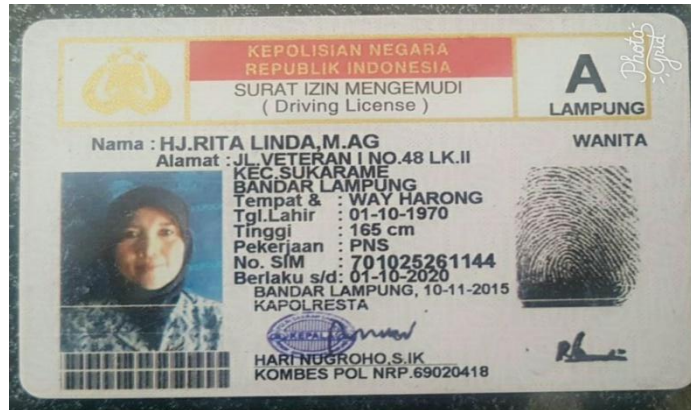 KEPOLISIAN NEGARA
REPUBLIK INDONESIA
SURAT IZIN MENGEMUDI
( Driving License )
A
LAMPUNG
Photo
Grid
Nama : HJ.RITA LINDA,M.AG
WANITA
Alamat : JL.VETERAN I NO.48 LK.II
KEC.SUKARAME
BANDAR LAMPUNG
Tempat & : WAY HARONG
Tgl.Lahir : 01-10-1970
Tinggi : 165 cm
Pekerjaan : PNS
No. SIM : 701025261144
Berlaku s/d: 01-10-2020
BANDAR LAMPUNG, 10-11-2015
KAPOLRESTA
HARI NUGROHO,S.IK
KOMBES POL NRP.69020418